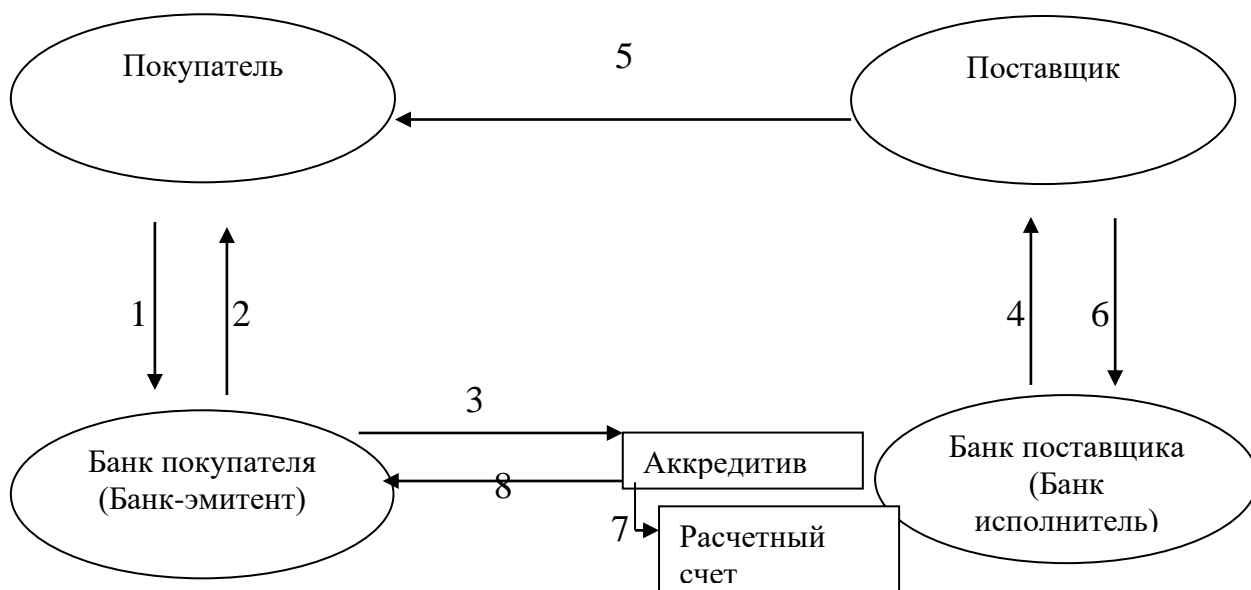 Покупатель
5
Поставщик
1
2
4
6
3
Банк покупателя
(Банк-эмитент)
Аккредитив
Банк поставщика
(Банк
исполнитель)
8
7
Расчетный
счет